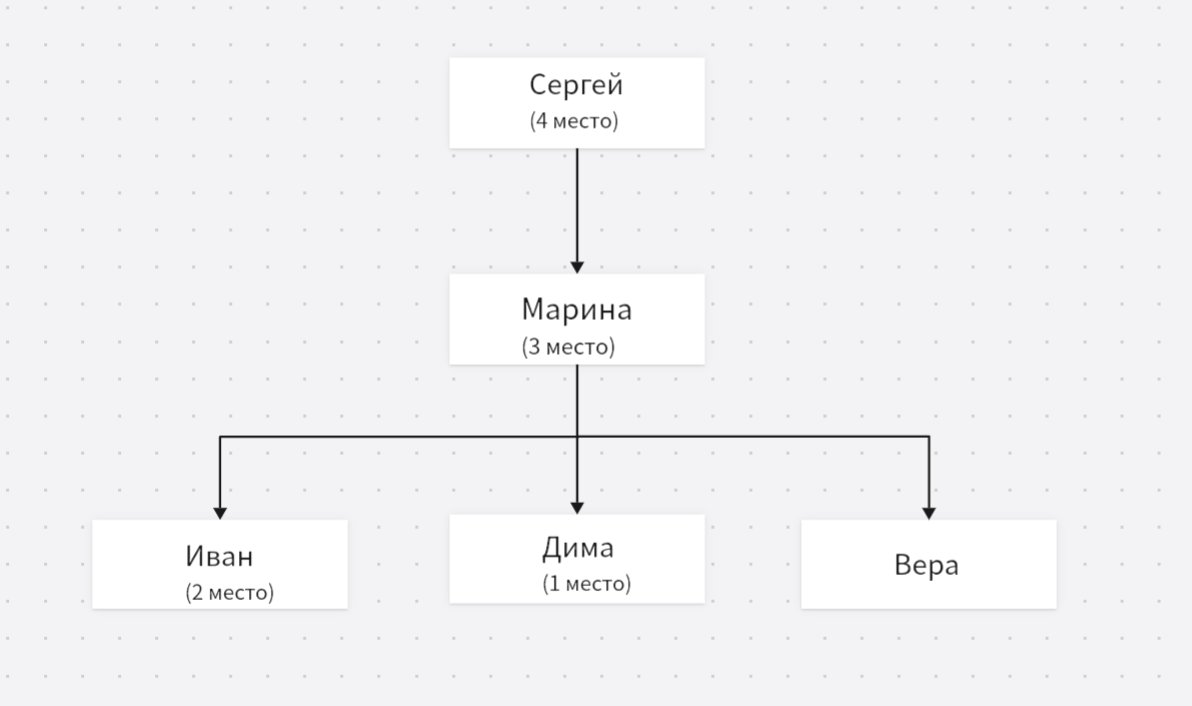 Сергей
(4 место)
Марина
(3 место)
Иван
(2 место)
Дима
(1 место)
Вера